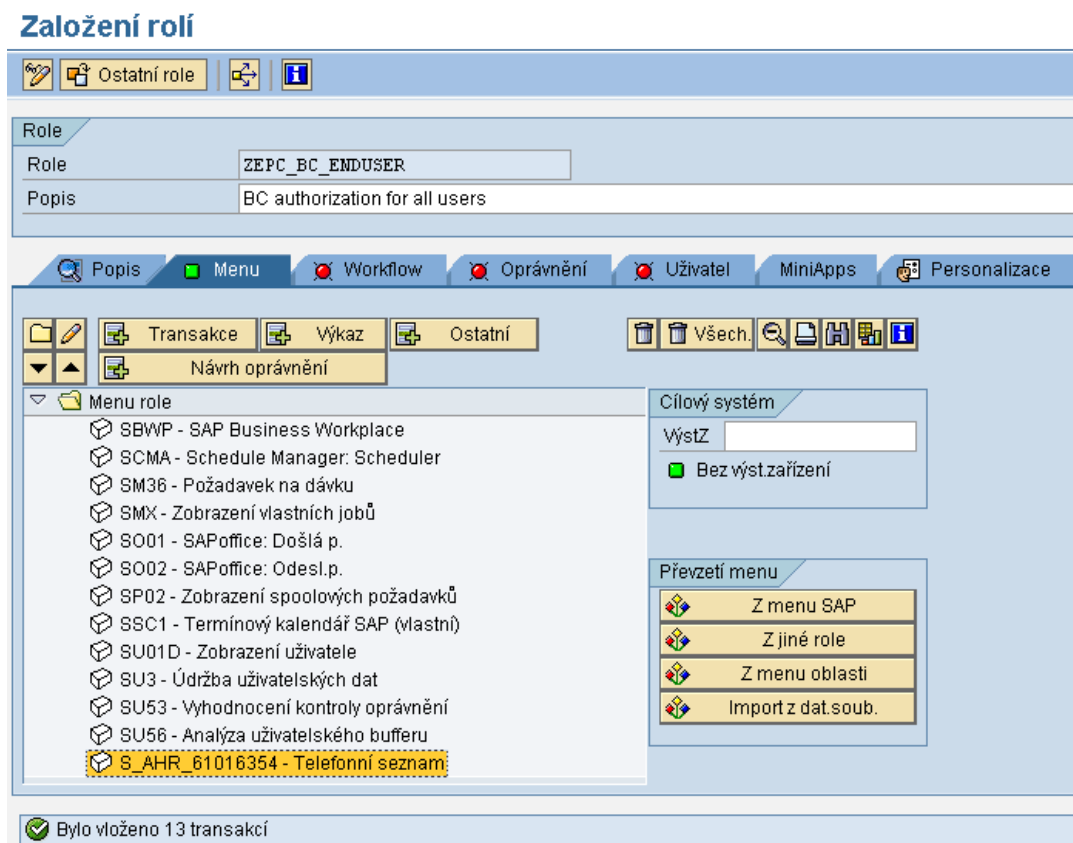 Založení rolí
Ostatní role
Role
Role ZEPC_BC_ENDUSER
Popis BC authorization for all users
Popis Menu Workflow Oprávnění Uživatel MiniApps Personalizace
Transakce Výkaz Ostatní Všech.
Návrh oprávnění
Menu role
SBWP - SAP Business Workplace
SCMA - Schedule Manager: Scheduler
SM36 - Požadavek na dávku
SMX - Zobrazení vlastních jobů
SO01 - SAPoffice: Došlá p.
SO02 - SAPoffice: Odesl.p.
SP02 - Zobrazení spoolových požadavků
SSC1 - Termínový kalendář SAP (vlastní)
SU01D - Zobrazení uživatele
SU3 - Údržba uživatelských dat
SU53 - Vyhodnocení kontroly oprávnění
SU56 - Analýza uživatelského bufferu
S_AHR_61016354 - Telefonní seznam
Cílový systém
VýstZ
Bez výst.zařízení
Převzetí menu
Z menu SAP
Z jiné role
Z menu oblasti
Import z dat.soub.
Bylo vloženo 13 transakcí